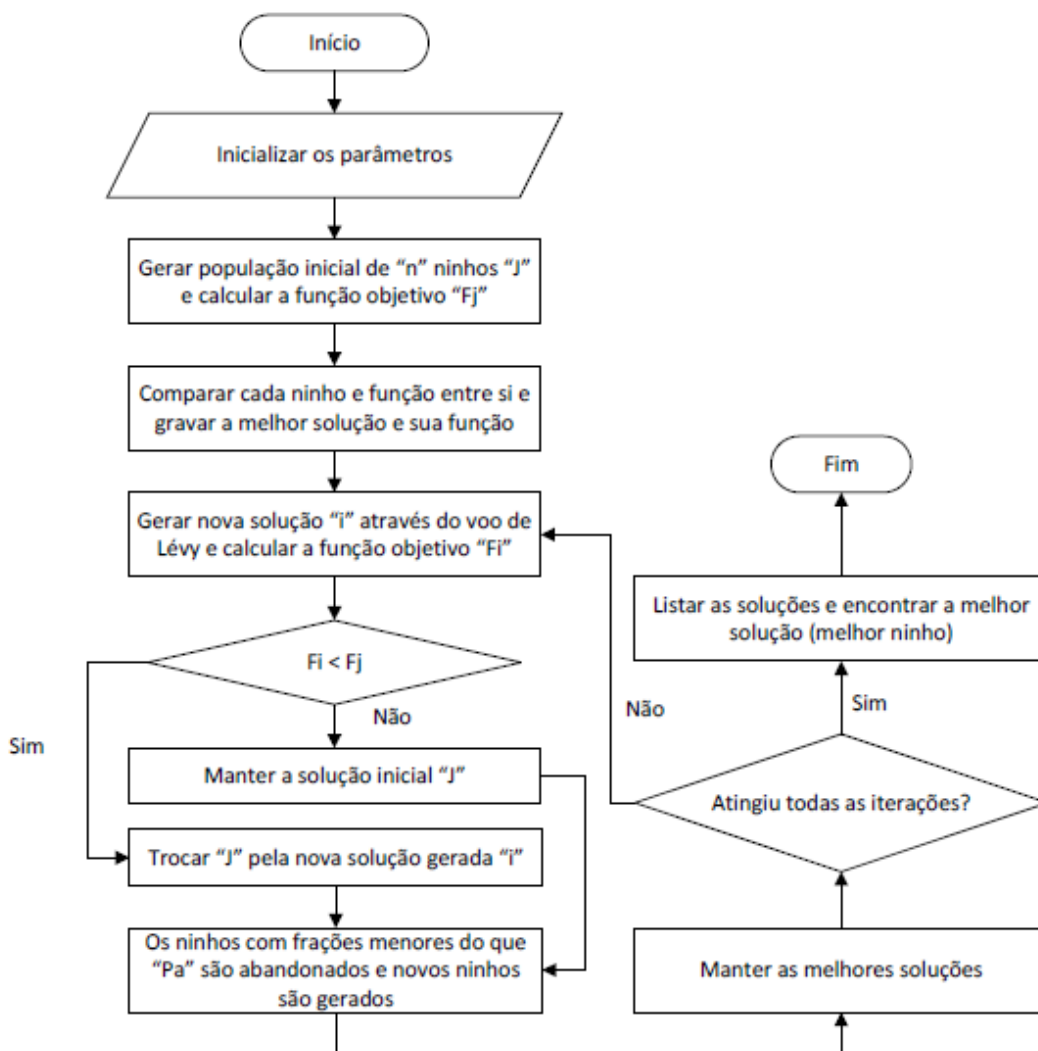 Início
Inicializar os parâmetros
Gerar população inicial de “n” ninhos “J”
e calcular a função objetivo “Fj”
Comparar cada ninho e função entre si e
gravar a melhor solução e sua função
Gerar nova solução “i” através do voo de
Lévy e calcular a função objetivo “Fi”
Fi < Fj
Não
Sim
Manter a solução inicial “J”
Trocar “J” pela nova solução gerada “i”
Os ninhos com frações menores do que
“Pa” são abandonados e novos ninhos
são gerados
Manter as melhores soluções
Atingiu todas as iterações?
Não
Sim
Listar as soluções e encontrar a melhor
solução (melhor ninho)
Fim